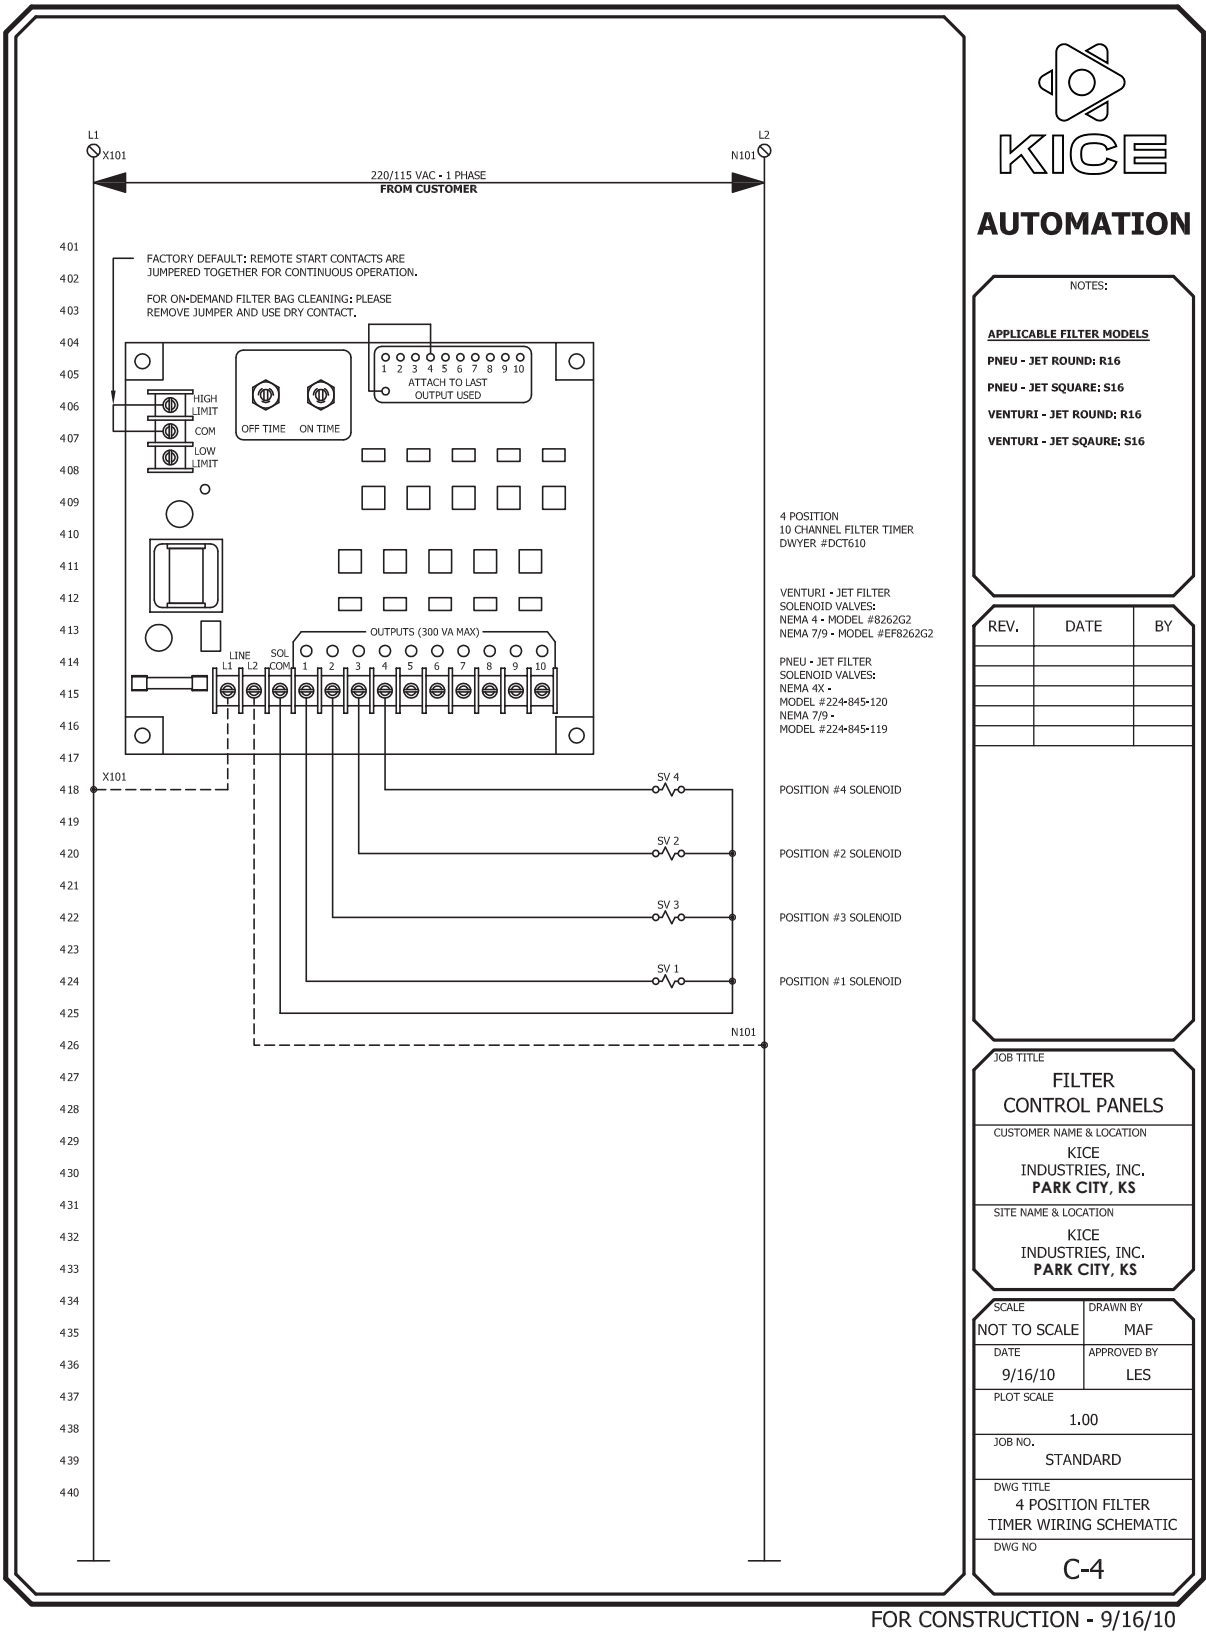 L1
X101
L2
N101
220/115 VAC - 1 PHASE
FROM CUSTOMER
401
402
403
404
405
406
407
408
409
410
411
412
413
414
415
416
417
418
419
420
421
422
423
424
425
426
427
428
429
430
431
432
433
434
435
436
437
438
439
440
FACTORY DEFAULT: REMOTE START CONTACTS ARE
JUMPERED TOGETHER FOR CONTINUOUS OPERATION.
FOR ON-DEMAND FILTER BAG CLEANING: PLEASE
REMOVE JUMPER AND USE DRY CONTACT.
1 2 3 4 5 6 7 8 9 10
ATTACH TO LAST
OUTPUT USED
OFF TIME ON TIME
HIGH
LIMIT
COM
LOW
LIMIT
OUTPUTS (300 VA MAX)
LINE
L1 L2
SOL
COM
1 2 3 4 5 6 7 8 9 10
X101
SV 4
SV 2
SV 3
SV 1
N101
4 POSITION
10 CHANNEL FILTER TIMER
DWYER #DCT610
VENTURI - JET FILTER
SOLENOID VALVES:
NEMA 4 - MODEL #8262G2
NEMA 7/9 - MODEL #EF8262G2
PNEU - JET FILTER
SOLENOID VALVES:
NEMA 4X -
MODEL #224-845-120
NEMA 7/9 -
MODEL #224-845-119
POSITION #4 SOLENOID
POSITION #2 SOLENOID
POSITION #3 SOLENOID
POSITION #1 SOLENOID
KICE
AUTOMATION
NOTES:
APPLICABLE FILTER MODELS
PNEU - JET ROUND: R16
PNEU - JET SQUARE: S16
VENTURI - JET ROUND: R16
VENTURI - JET SQAURE: S16
REV. DATE BY
JOB TITLE
FILTER
CONTROL PANELS
CUSTOMER NAME & LOCATION
KICE
INDUSTRIES, INC.
PARK CITY, KS
SITE NAME & LOCATION
KICE
INDUSTRIES, INC.
PARK CITY, KS
SCALE
NOT TO SCALE
DRAWN BY
MAF
DATE
9/16/10
APPROVED BY
LES
PLOT SCALE
1.00
JOB NO.
STANDARD
DWG TITLE
4 POSITION FILTER
TIMER WIRING SCHEMATIC
DWG NO
C-4
FOR CONSTRUCTION - 9/16/10